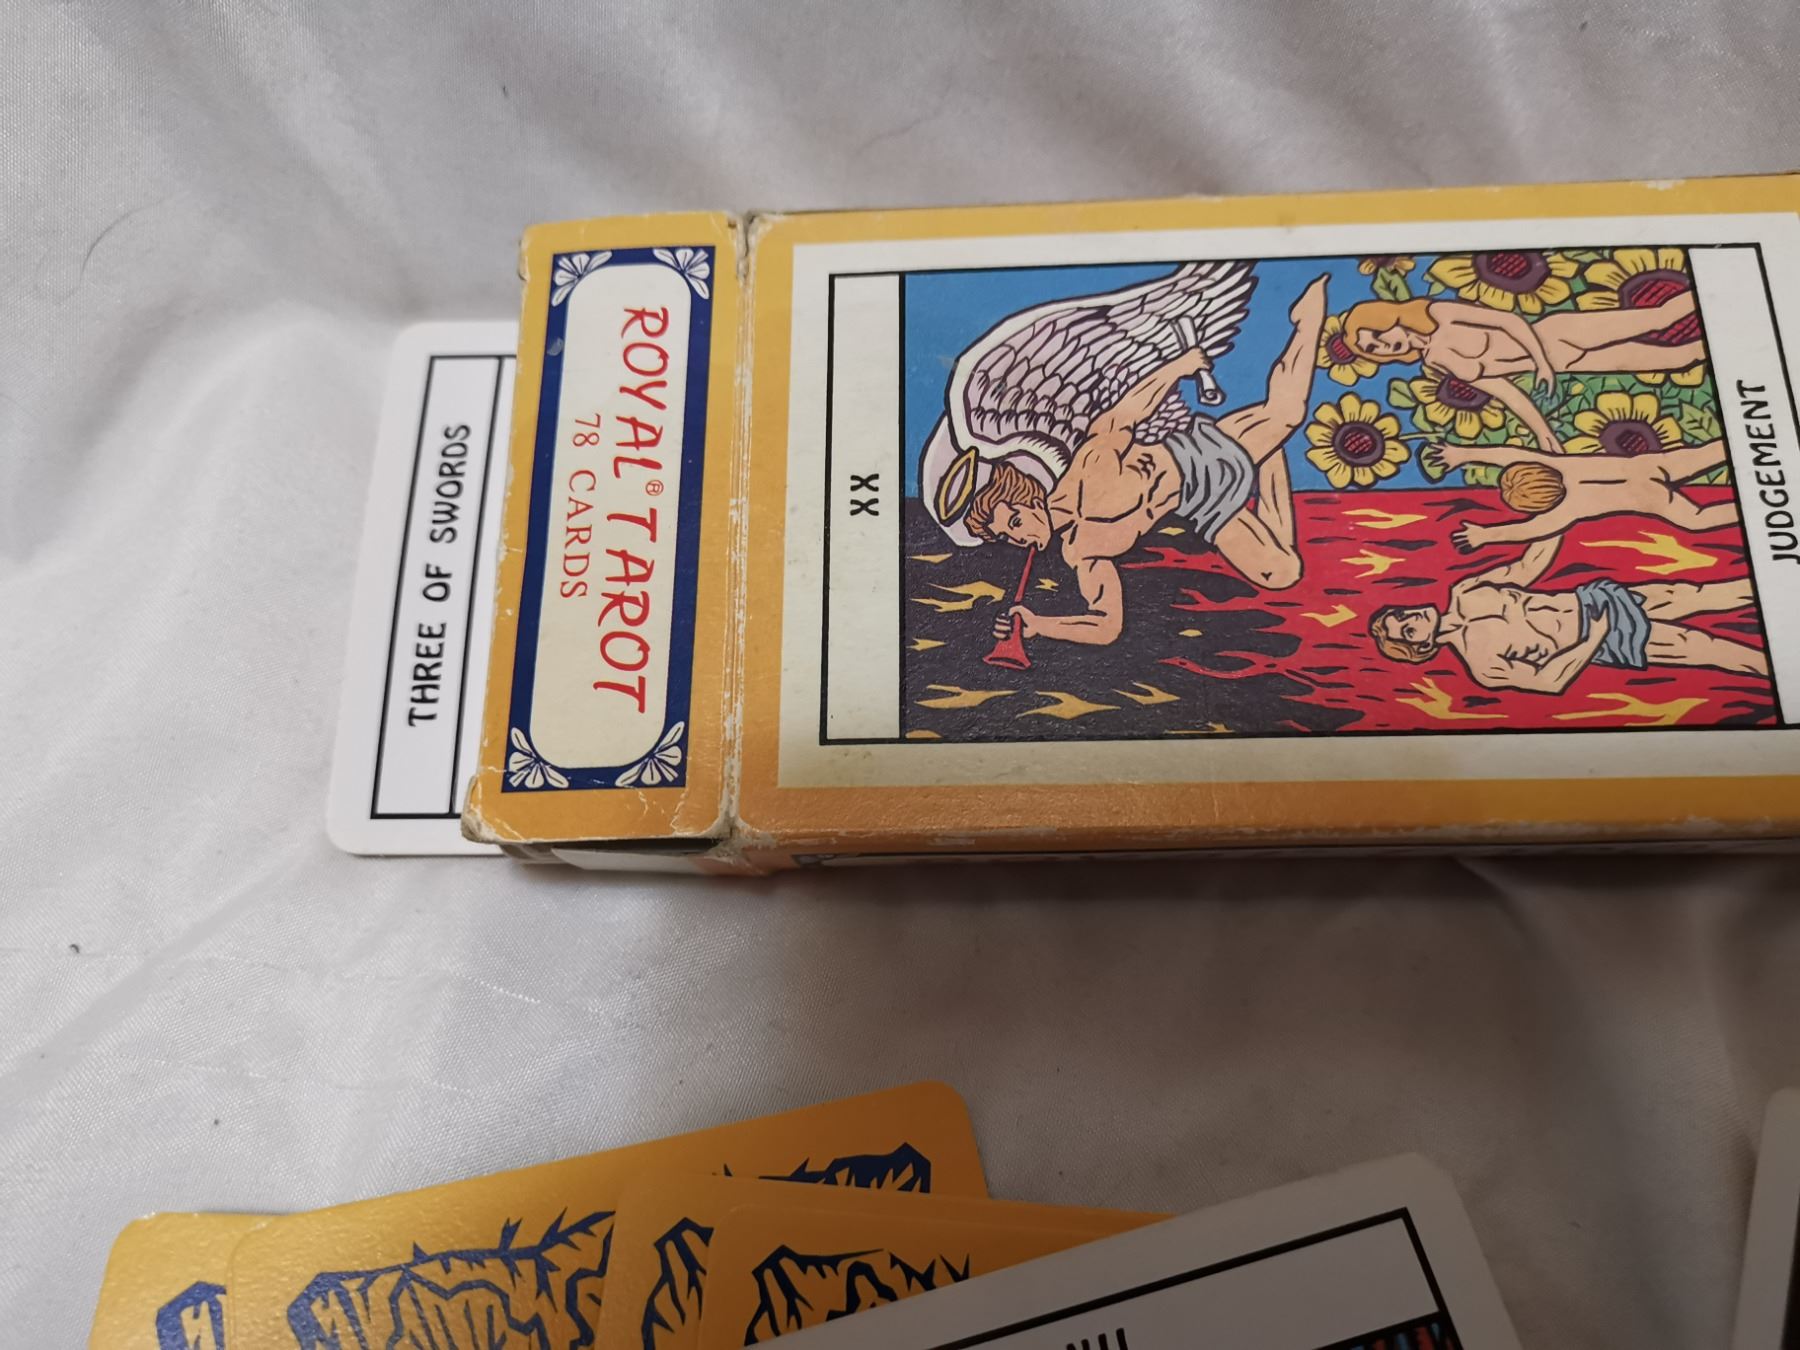 THREE OF SWORDS
ROYAL® TAROT
78 CARDS
XX
JUDGEMENT